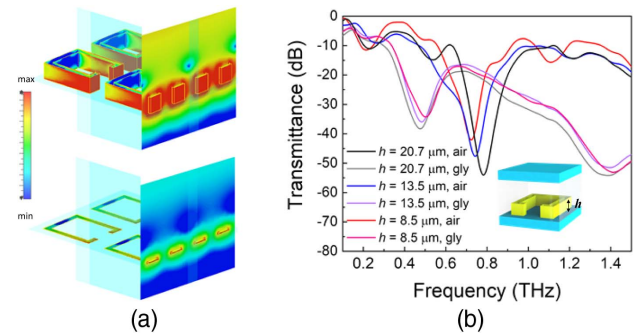 max
min
(a)
Transmittance (dB)
0
-10
-20
-30
-40
-50
-60
-70
-80
h = 20.7 μm, air
h = 20.7 μm, gly
h = 13.5 μm, air
h = 13.5 μm, gly
h = 8.5 μm, air
h = 8.5 μm, gly
h
0.2 0.4 0.6 0.8 1.0 1.2 1.4
Frequency (THz)
(b)